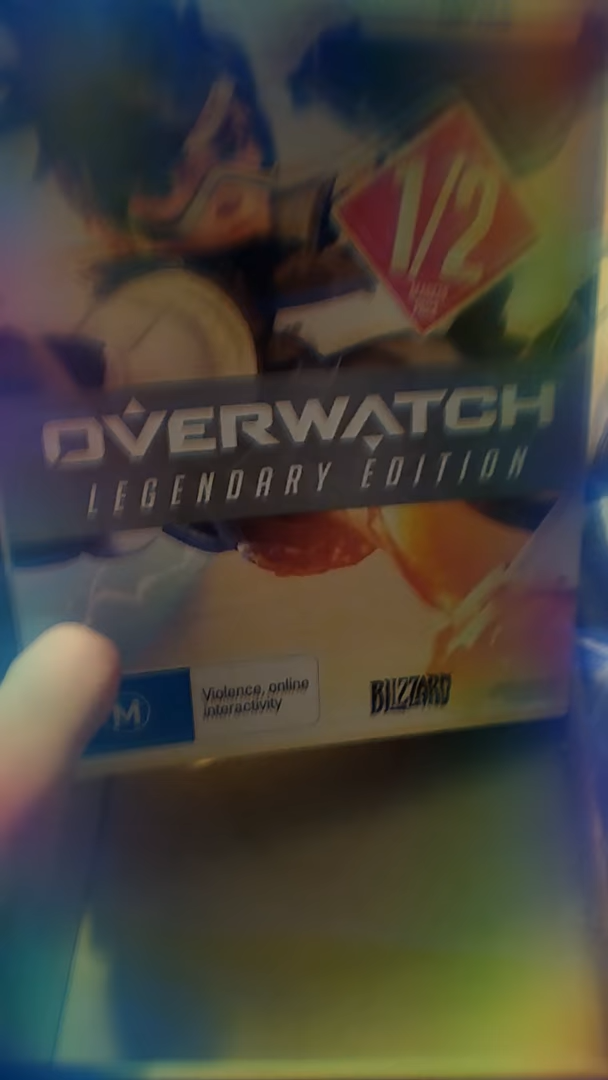 1/2
OVERWATCH
LEGENDARY EDITION
M
Violence, online
interactivity
BLIZZARD